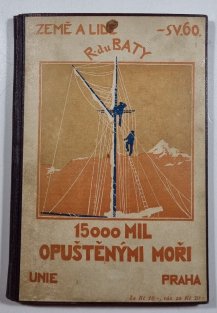 ZEMĚ A LIDÉ – SV. 60.
R. du BATY
15000 MIL
OPUŠTĚNÝMI MOŘI
UNIE PRAHA